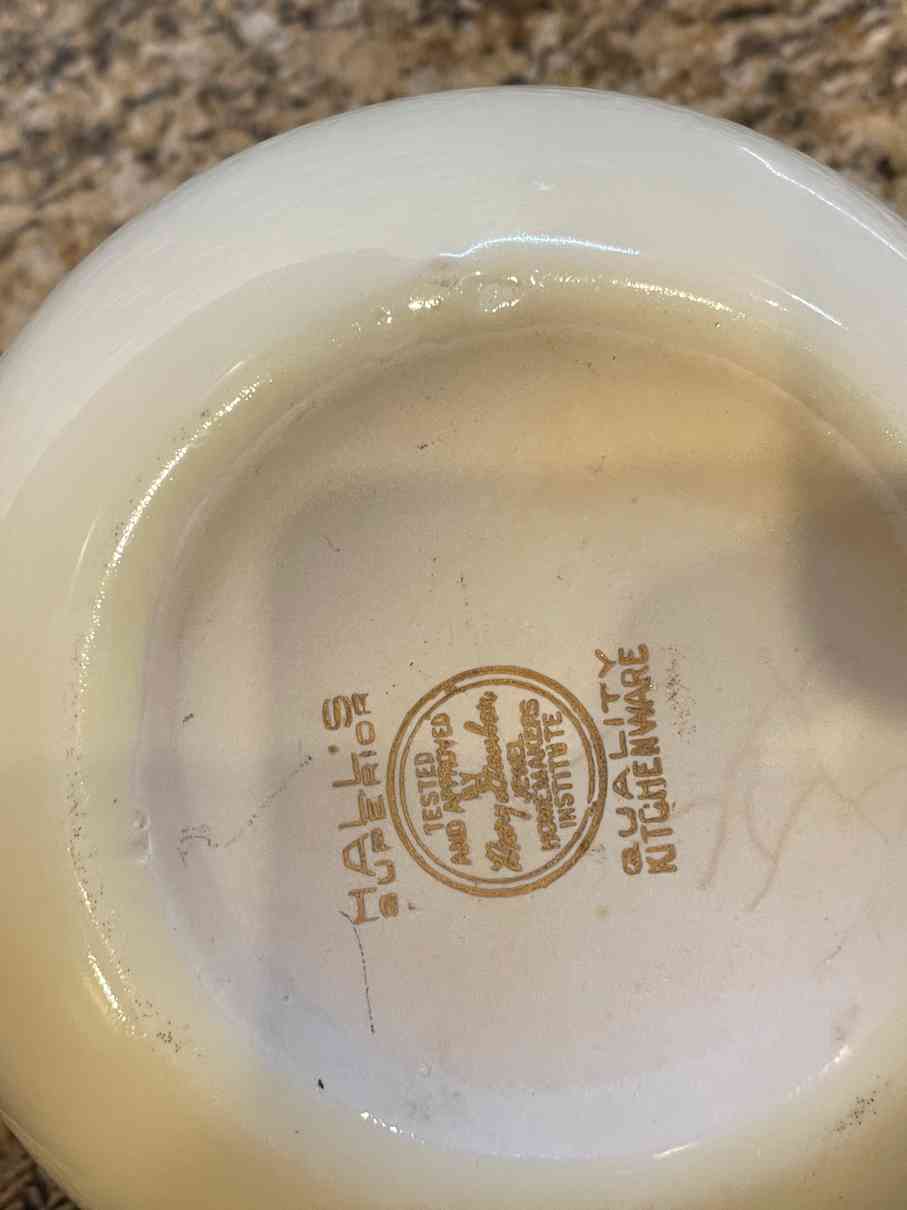 HALL'S
SUPERIOR
TESTED
AND APPROVED
BY
Mary Dunbar
JEWEL
HOMEMAKERS
INSTITUTE
QUALITY
KITCHENWARE